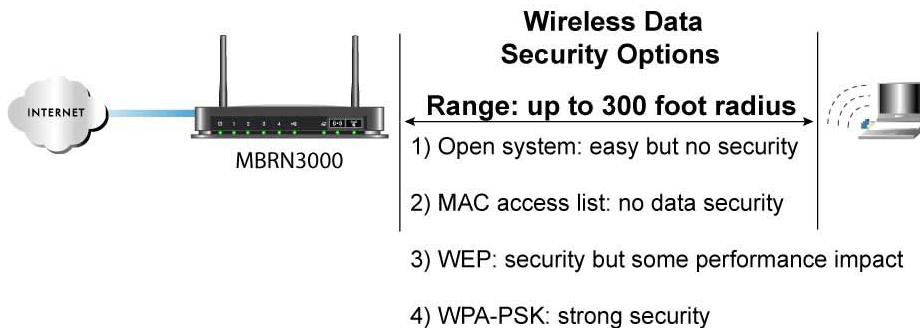 Wireless Data
Security Options
INTERNET
Range: up to 300 foot radius
MBRN3000
1) Open system: easy but no security
2) MAC access list: no data security
3) WEP: security but some performance impact
4) WPA-PSK: strong security